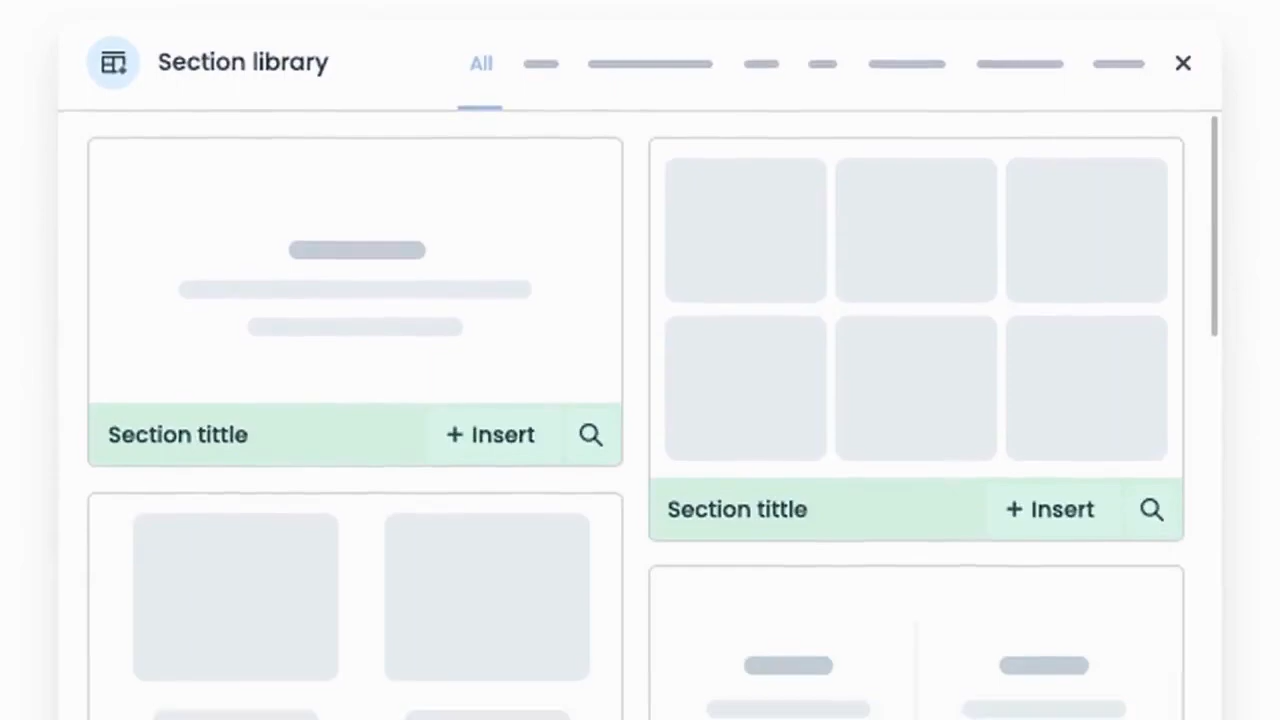 Section library
All
Section tittle
+ Insert
Section tittle
+ Insert